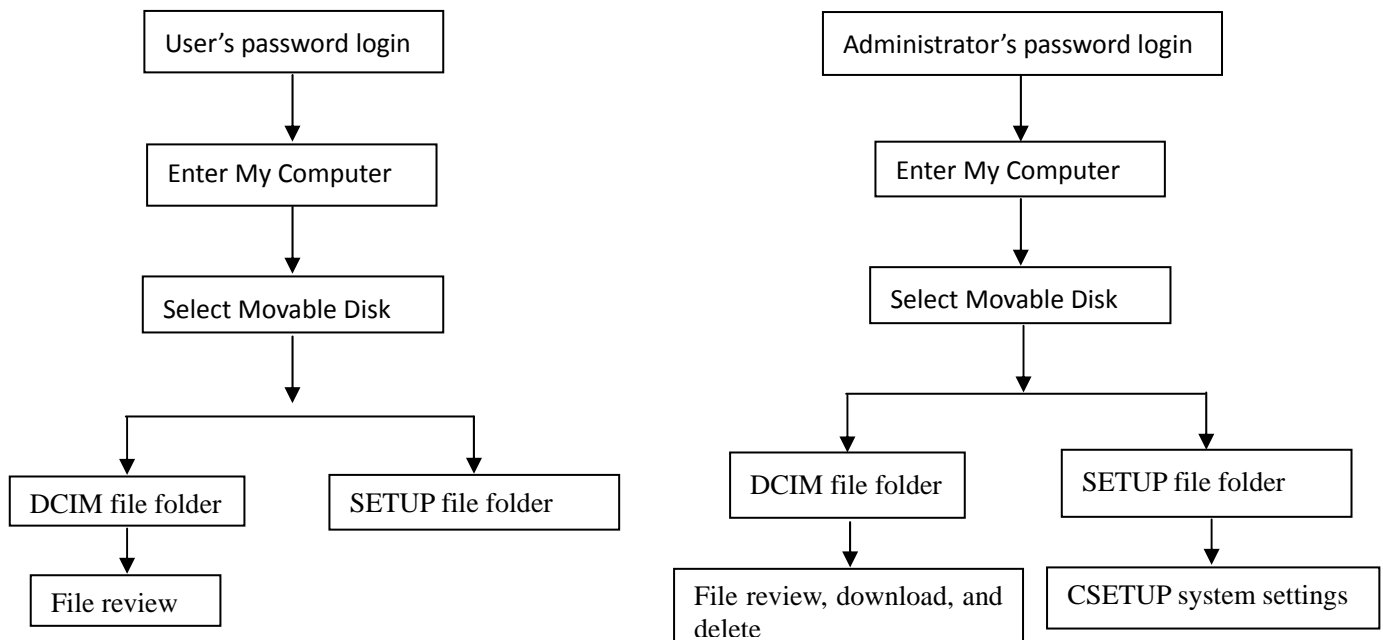 User’s password login
Enter My Computer
Select Movable Disk
DCIM file folder
SETUP file folder
File review
Administrator’s password login
Enter My Computer
Select Movable Disk
DCIM file folder
SETUP file folder
File review, download, and
delete
CSETUP system settings